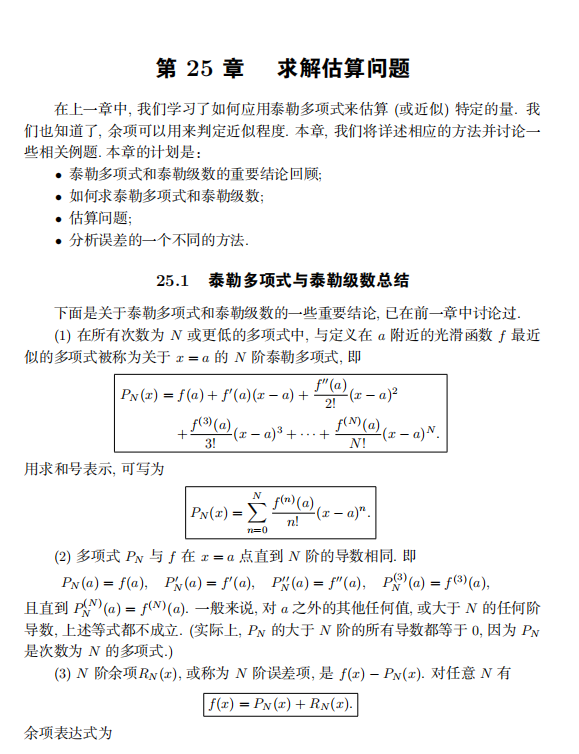 第 25 章 求解估算问题
在上一章中, 我们学习了如何应用泰勒多项式来估算 (或近似) 特定的量. 我
们也知道了, 余项可以用来判定近似程度. 本章, 我们将详述相应的方法并讨论一
些相关例题. 本章的计划是:
• 泰勒多项式和泰勒级数的重要结论回顾;
• 如何求泰勒多项式和泰勒级数;
• 估算问题;
• 分析误差的一个不同的方法.
25.1 泰勒多项式与泰勒级数总结
下面是关于泰勒多项式和泰勒级数的一些重要结论, 已在前一章中讨论过.
(1) 在所有次数为 N 或更低的多项式中, 与定义在 a 附近的光滑函数 f 最近
似的多项式被称为关于 x = a 的 N 阶泰勒多项式, 即
P_N(x) = f(a) + f′(a)(x − a) + \frac{f″(a)}{2!}(x − a)^2
+ \frac{f^{(3)}(a)}{3!}(x − a)^3 + ⋯ + \frac{f^{(N)}(a)}{N!}(x − a)^N.
用求和号表示, 可写为
P_N(x) = \sum_{n=0}^{N} \frac{f^{(n)}(a)}{n!}(x − a)^n.
(2) 多项式 P_N 与 f 在 x = a 点直到 N 阶的导数相同. 即
P_N(a) = f(a), P′_N(a) = f′(a), P″_N(a) = f″(a), P_N^{(3)}(a) = f^{(3)}(a),
且直到 P_N^{(N)}(a) = f^{(N)}(a). 一般来说, 对 a 之外的其他任何值, 或大于 N 的任何阶
导数, 上述等式都不成立. (实际上, P_N 的大于 N 阶的所有导数都等于 0, 因为 P_N
是次数为 N 的多项式.)
(3) N 阶余项R_N(x), 或称为 N 阶误差项, 是 f(x) − P_N(x). 对任意 N 有
f(x) = P_N(x) + R_N(x).
余项表达式为